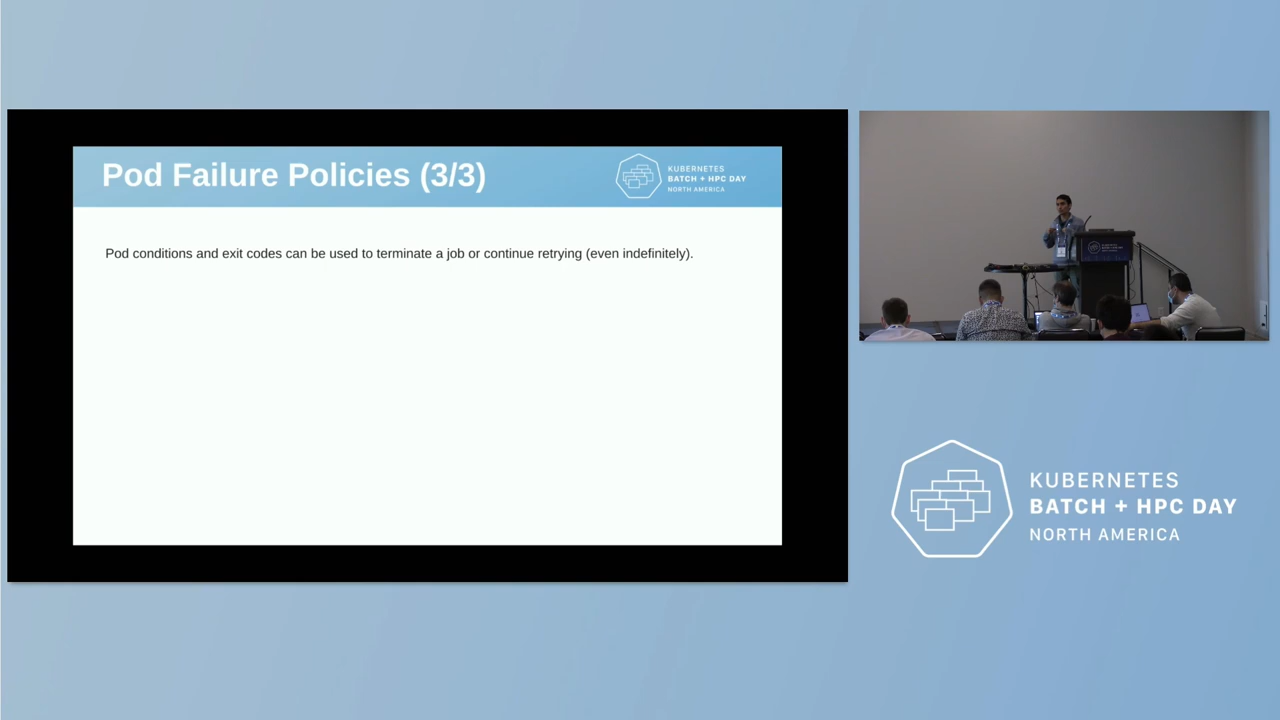 Pod Failure Policies (3/3)
KUBERNETES
BATCH + HPC DAY
NORTH AMERICA
Pod conditions and exit codes can be used to terminate a job or continue retrying (even indefinitely).
KUBERNETES
BATCH + HPC DAY
NORTH AMERICA